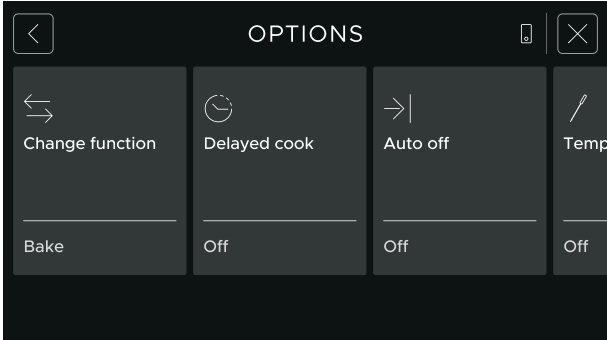 OPTIONS
Change function
Delayed cook
Auto off
Temp
Bake
Off
Off
Off